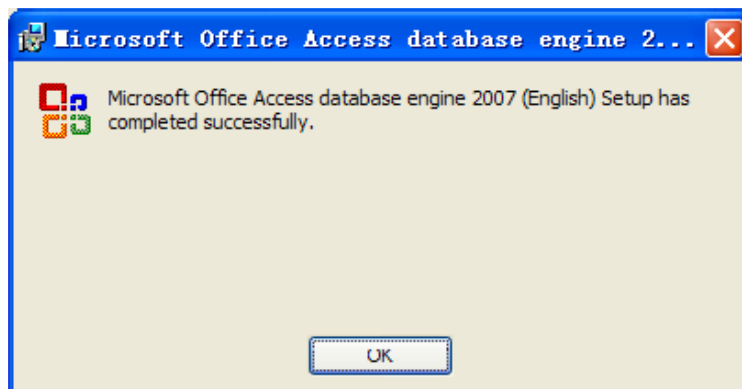 Microsoft Office Access database engine 2...
Microsoft Office Access database engine 2007 (English) Setup has
completed successfully.
OK